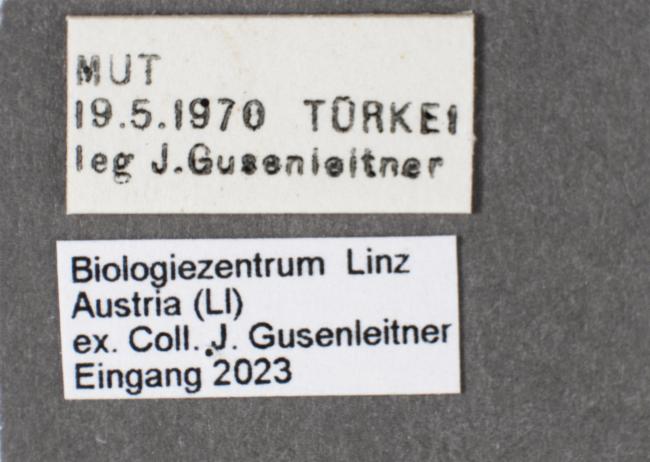 MUT
19.5.1970 TÜRKEI
leg J.Gusenleitner
Biologiezentrum Linz
Austria (LI)
ex. Coll. J. Gusenleitner
Eingang 2023